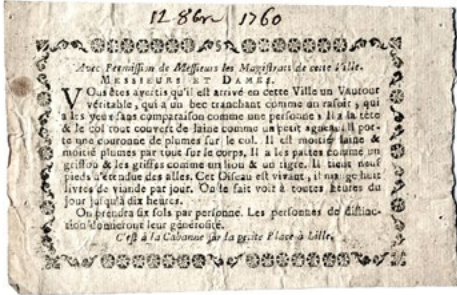 12 8bre 1760
Avec Permission de Messieurs les Magistrats de cette Ville.
MESSIEURS ET DAMES.
VOus êtes avertis qu'il est arrivé en cette Ville un Vautour
véritable, qui a un bec tranchant comme un rasoir, qui
a les yeux sans comparaison comme une personne; Il a la tête
& le col tout couvert de laine comme un petit agneau. Il por-
te une couronne de plumes sur le cul. Il est moitié laine &
moitié plumes par tout sur le corps, Il a les pattes comme un
griffon & les griffes comme un lion & un tigre. Il tient neuf
pieds d'étendue des aîles. Cet Oiseau est vivant, il mange huit
livres de viande par jour. On le fait voir à toutes heures du
jour jusqu'à dix heures.
On prendra six sols par personne. Les personnes de distinc-
tion donneront leur générosité.
C'est à la Cabanne sur la petite Place à Lille.